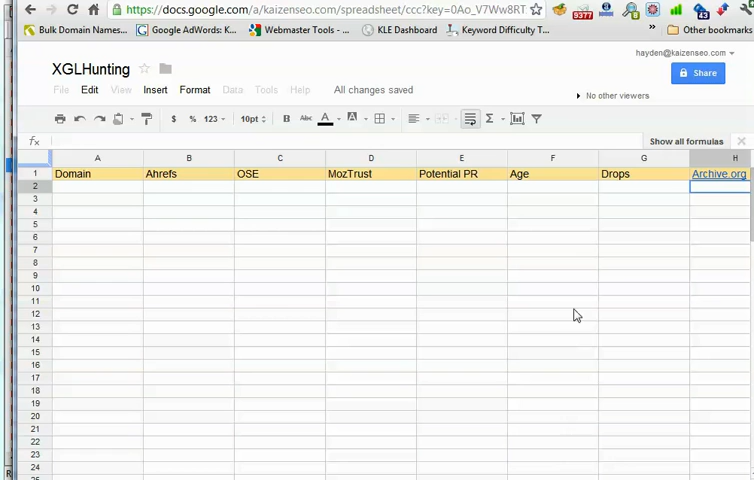 https://docs.google.com/a/kaizenseo.com/spreadsheet/ccc?key=0Ao_V7Ww8RT
9377
43
Bulk Domain Names... Google AdWords: K... Webmaster Tools - ... KLE Dashboard Keyword Difficulty T... » Other bookmarks
hayden@kaizenseo.com
XGLHunting
Share
File Edit View Insert Format Data Tools Help All changes saved
No other viewers
$ % 123 10pt B Abc A A Σ
fx Show all formulas
A B C D E F G H
1 Domain Ahrefs OSE MozTrust Potential PR Age Drops Archive.org
2
3
4
5
6
7
8
9
10
11
12
13
14
15
16
17
18
19
20
21
22
23
24